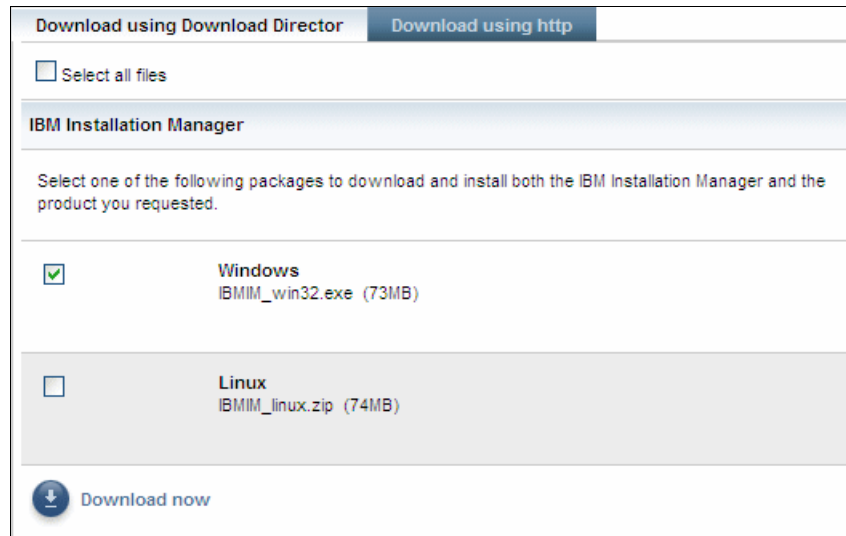 Download using Download Director
Download using http
Select all files
IBM Installation Manager
Select one of the following packages to download and install both the IBM Installation Manager and the
product you requested.
Windows
IBMIM_win32.exe (73MB)
Linux
IBMIM_linux.zip (74MB)
Download now